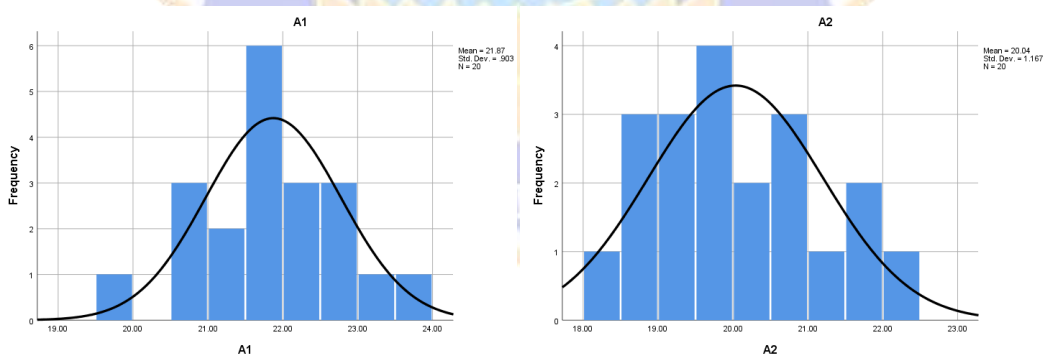 A1
Mean = 21.87
Std. Dev. = .903
N = 20
Frequency
6
5
4
3
2
1
0
19.00 20.00 21.00 22.00 23.00 24.00
A1
A2
Mean = 20.04
Std. Dev. = 1.167
N = 20
Frequency
4
3
2
1
0
18.00 19.00 20.00 21.00 22.00 23.00
A2